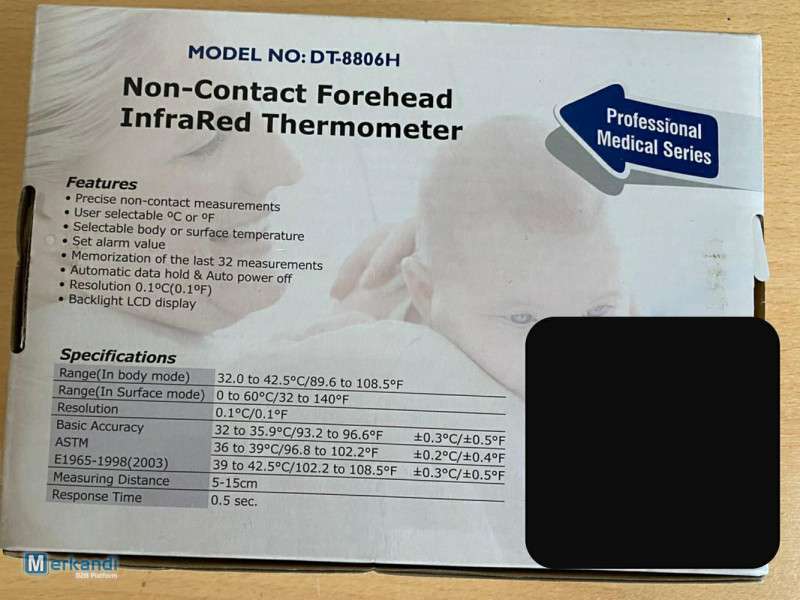 MODEL NO: DT-8806H
Non-Contact Forehead
InfraRed Thermometer
Professional
Medical Series
Features
• Precise non-contact measurements
• User selectable ºC or ºF
• Selectable body or surface temperature
• Set alarm value
• Memorization of the last 32 measurements
• Automatic data hold & Auto power off
• Resolution 0.1ºC(0.1ºF)
• Backlight LCD display
Specifications
Range(In body mode) 32.0 to 42.5°C/89.6 to 108.5°F
Range(In Surface mode) 0 to 60°C/32 to 140°F
Resolution 0.1°C/0.1°F
Basic Accuracy 32 to 35.9°C/93.2 to 96.6°F ±0.3°C/±0.5°F
ASTM 36 to 39°C/96.8 to 102.2°F ±0.2°C/±0.4°F
E1965-1998(2003) 39 to 42.5°C/102.2 to 108.5°F ±0.3°C/±0.5°F
Measuring Distance 5-15cm
Response Time 0.5 sec.
Merkandi
B2B Platform